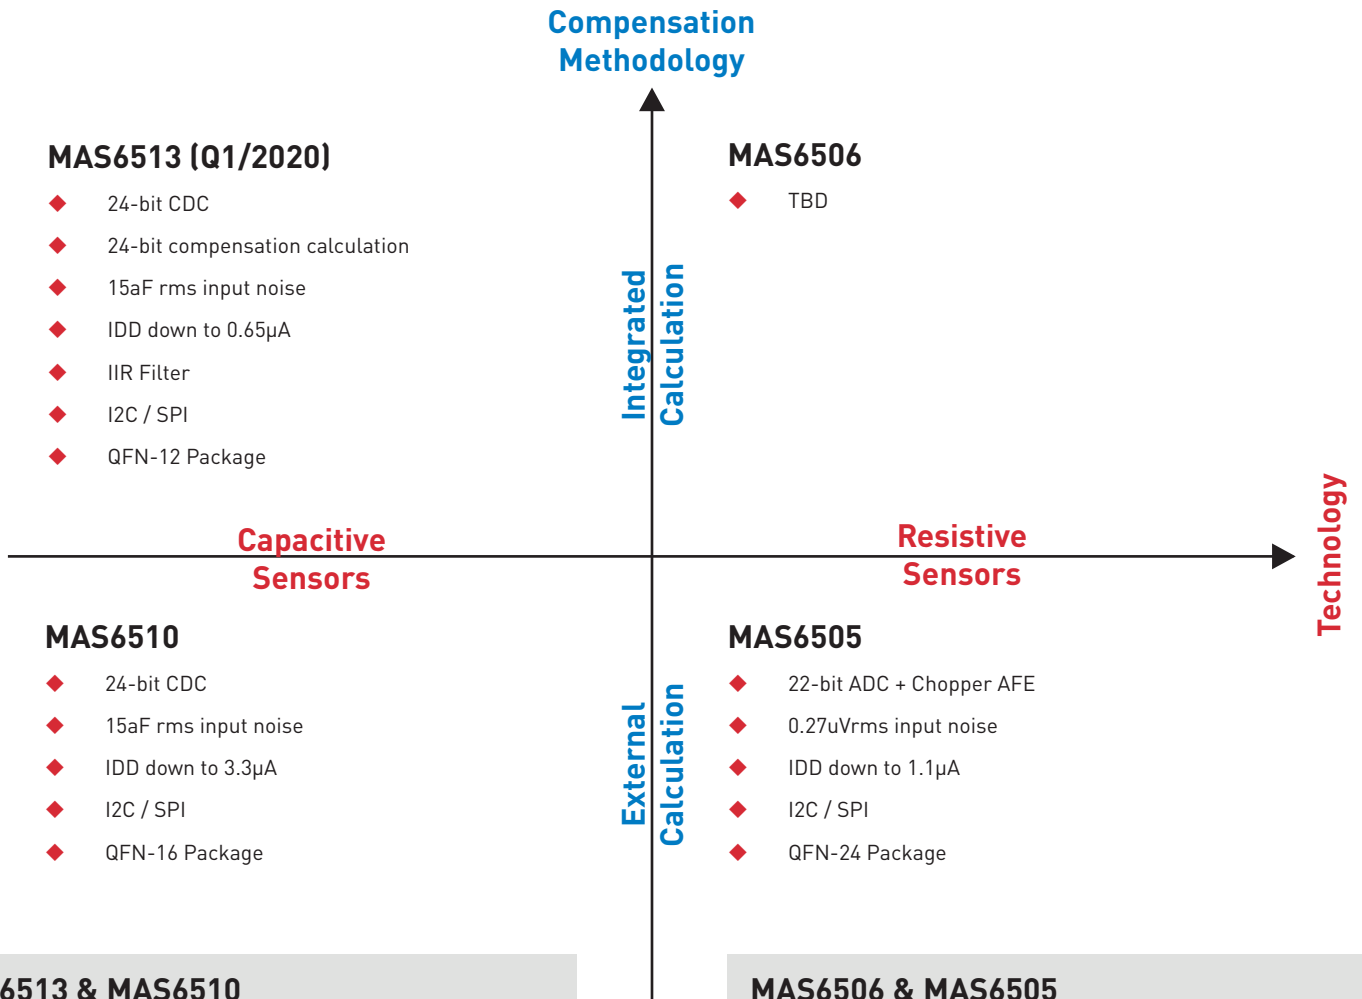 Compensation
Methodology
MAS6513 (Q1/2020)
24-bit CDC
24-bit compensation calculation
15aF rms input noise
IDD down to 0.65µA
IIR Filter
I2C / SPI
QFN-12 Package
MAS6506
TBD
Integrated
Calculation
Capacitive
Sensors
Resistive
Sensors
Technology
MAS6510
24-bit CDC
15aF rms input noise
IDD down to 3.3µA
I2C / SPI
QFN-16 Package
External
Calculation
MAS6505
22-bit ADC + Chopper AFE
0.27uVrms input noise
IDD down to 1.1µA
I2C / SPI
QFN-24 Package
6513 & MAS6510
MAS6506 & MAS6505